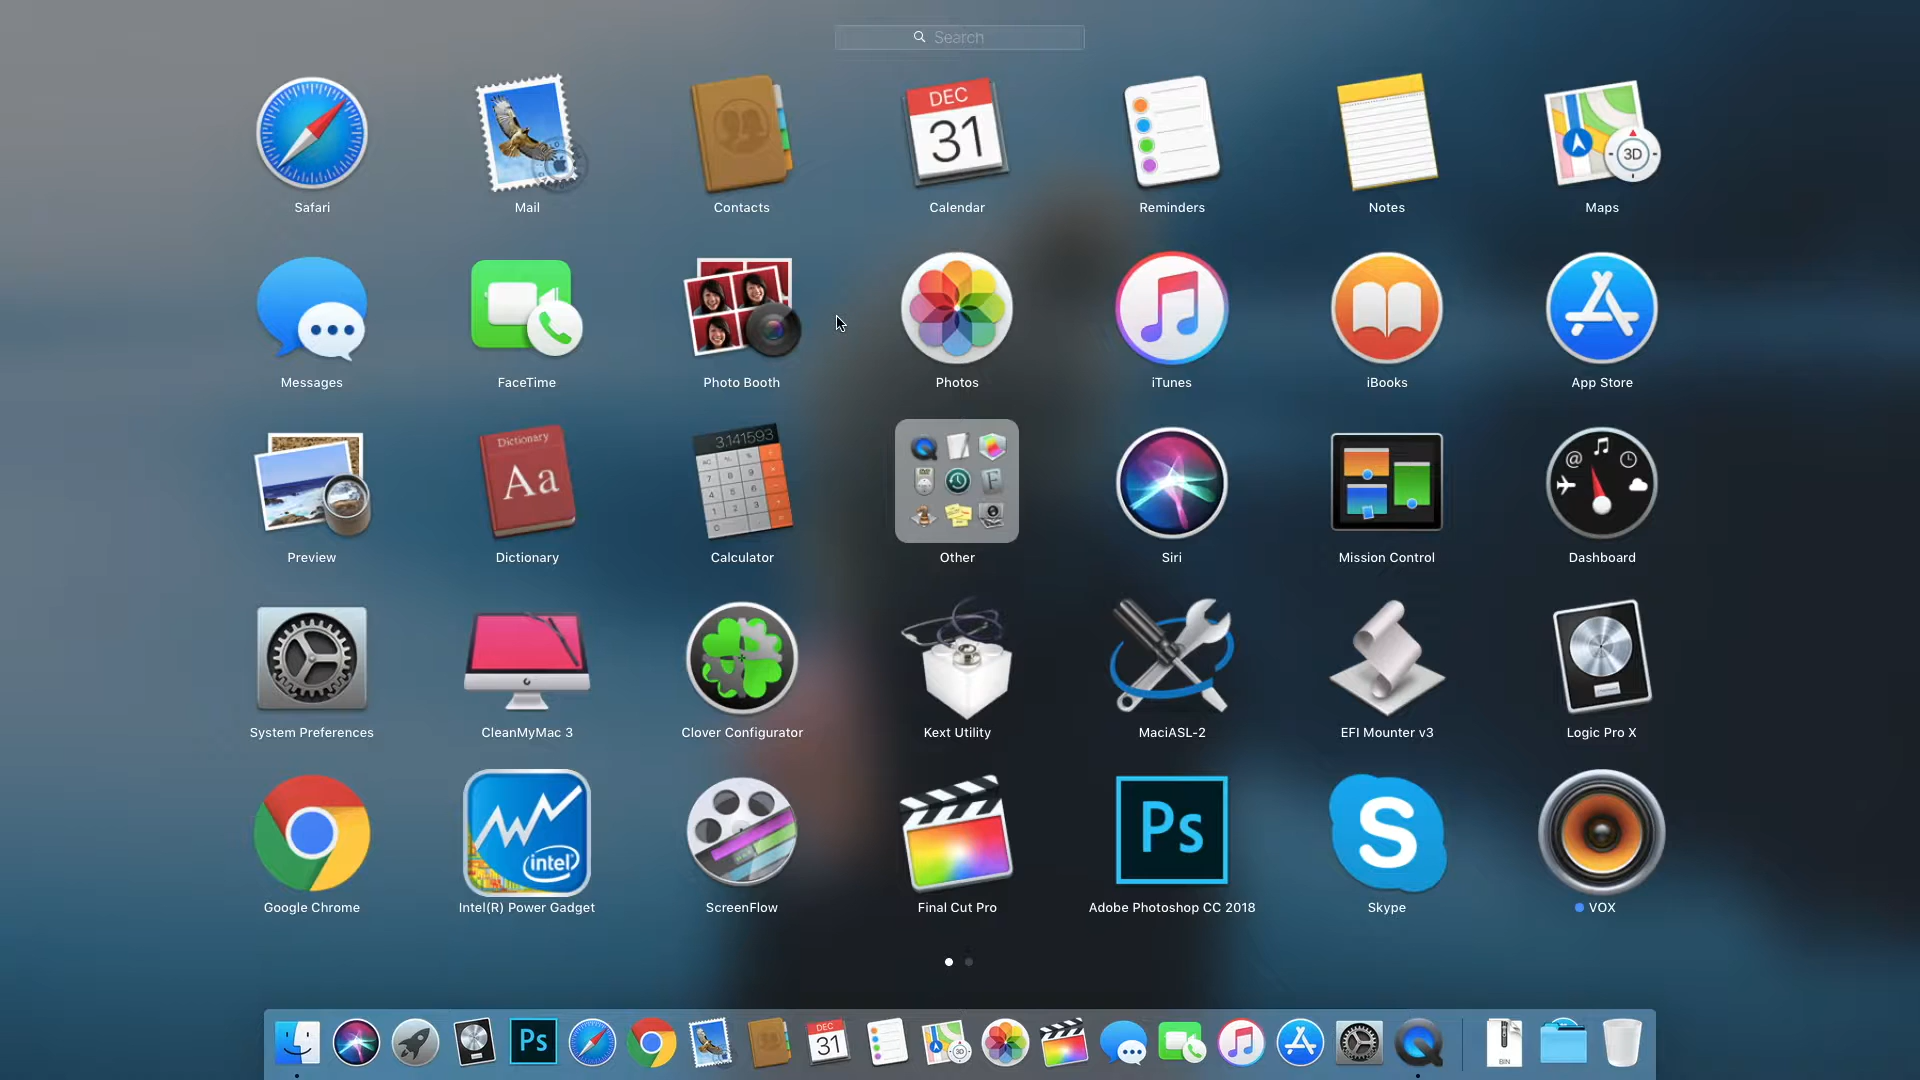 Search
DEC
31
3D
Safari
Mail
Contacts
Calendar
Reminders
Notes
Maps
Messages
FaceTime
Photo Booth
Photos
iTunes
iBooks
App Store
Dictionary
Aa
3.141593
Preview
Dictionary
Calculator
Other
Siri
Mission Control
Dashboard
System Preferences
CleanMyMac 3
Clover Configurator
Kext Utility
MaciASL-2
EFI Mounter v3
Logic Pro X
intel
Ps
S
Google Chrome
Intel(R) Power Gadget
ScreenFlow
Final Cut Pro
Adobe Photoshop CC 2018
Skype
VOX
Ps
DEC
31
3D
BIN